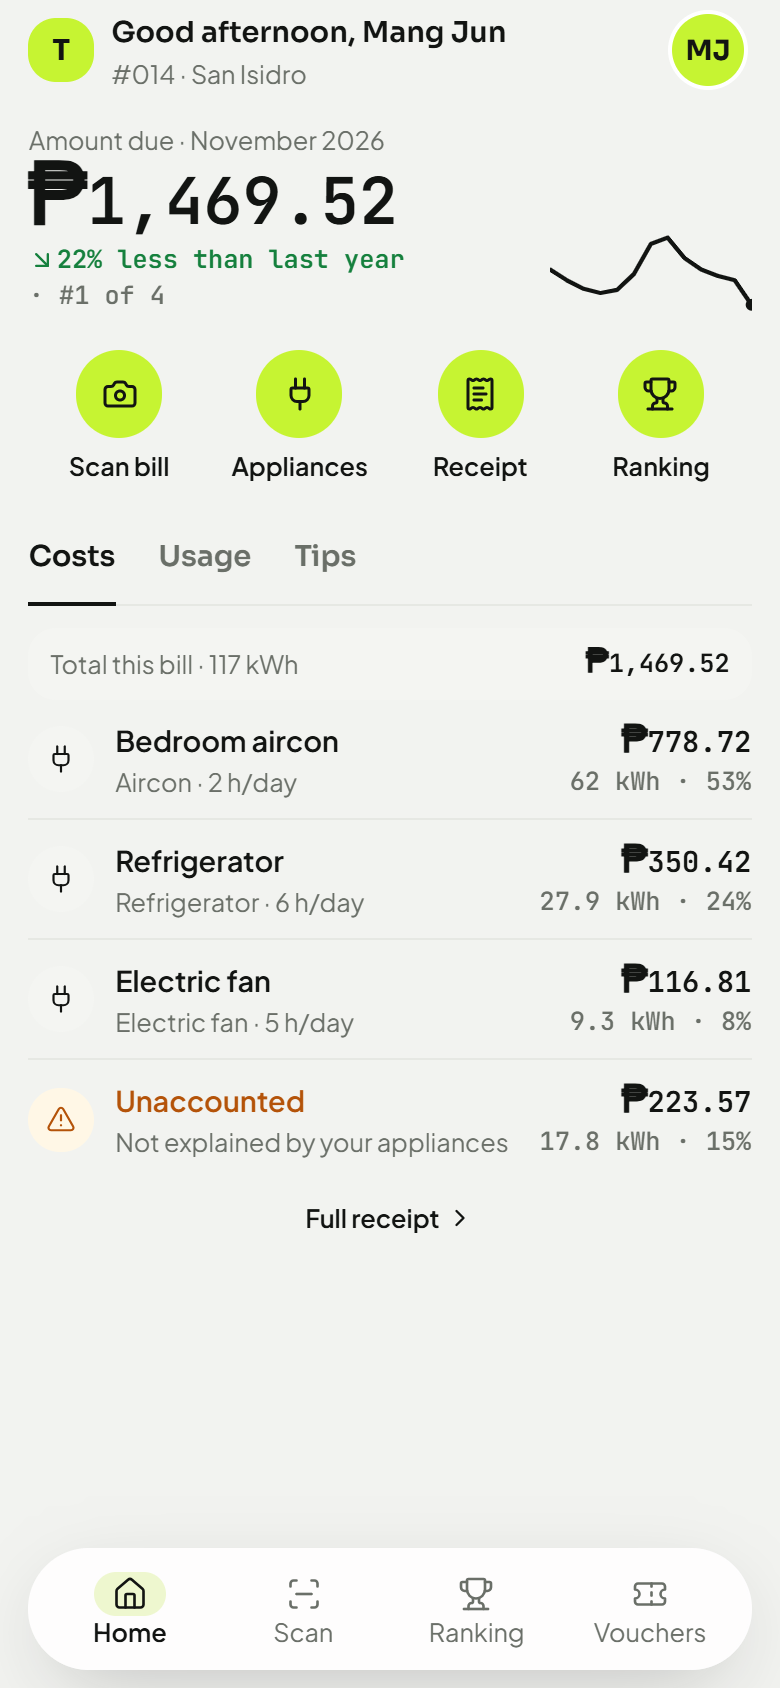 T
Good afternoon, Mang Jun
#014 · San Isidro
MJ
Amount due · November 2026
₱1,469.52
22% less than last year
· #1 of 4
Scan bill
Appliances
Receipt
Ranking
Costs
Usage
Tips
Total this bill · 117 kWh
₱1,469.52
Bedroom aircon
₱778.72
Aircon · 2 h/day
62 kWh · 53%
Refrigerator
₱350.42
Refrigerator · 6 h/day
27.9 kWh · 24%
Electric fan
₱116.81
Electric fan · 5 h/day
9.3 kWh · 8%
Unaccounted
₱223.57
Not explained by your appliances
17.8 kWh · 15%
Full receipt
Home
Scan
Ranking
Vouchers